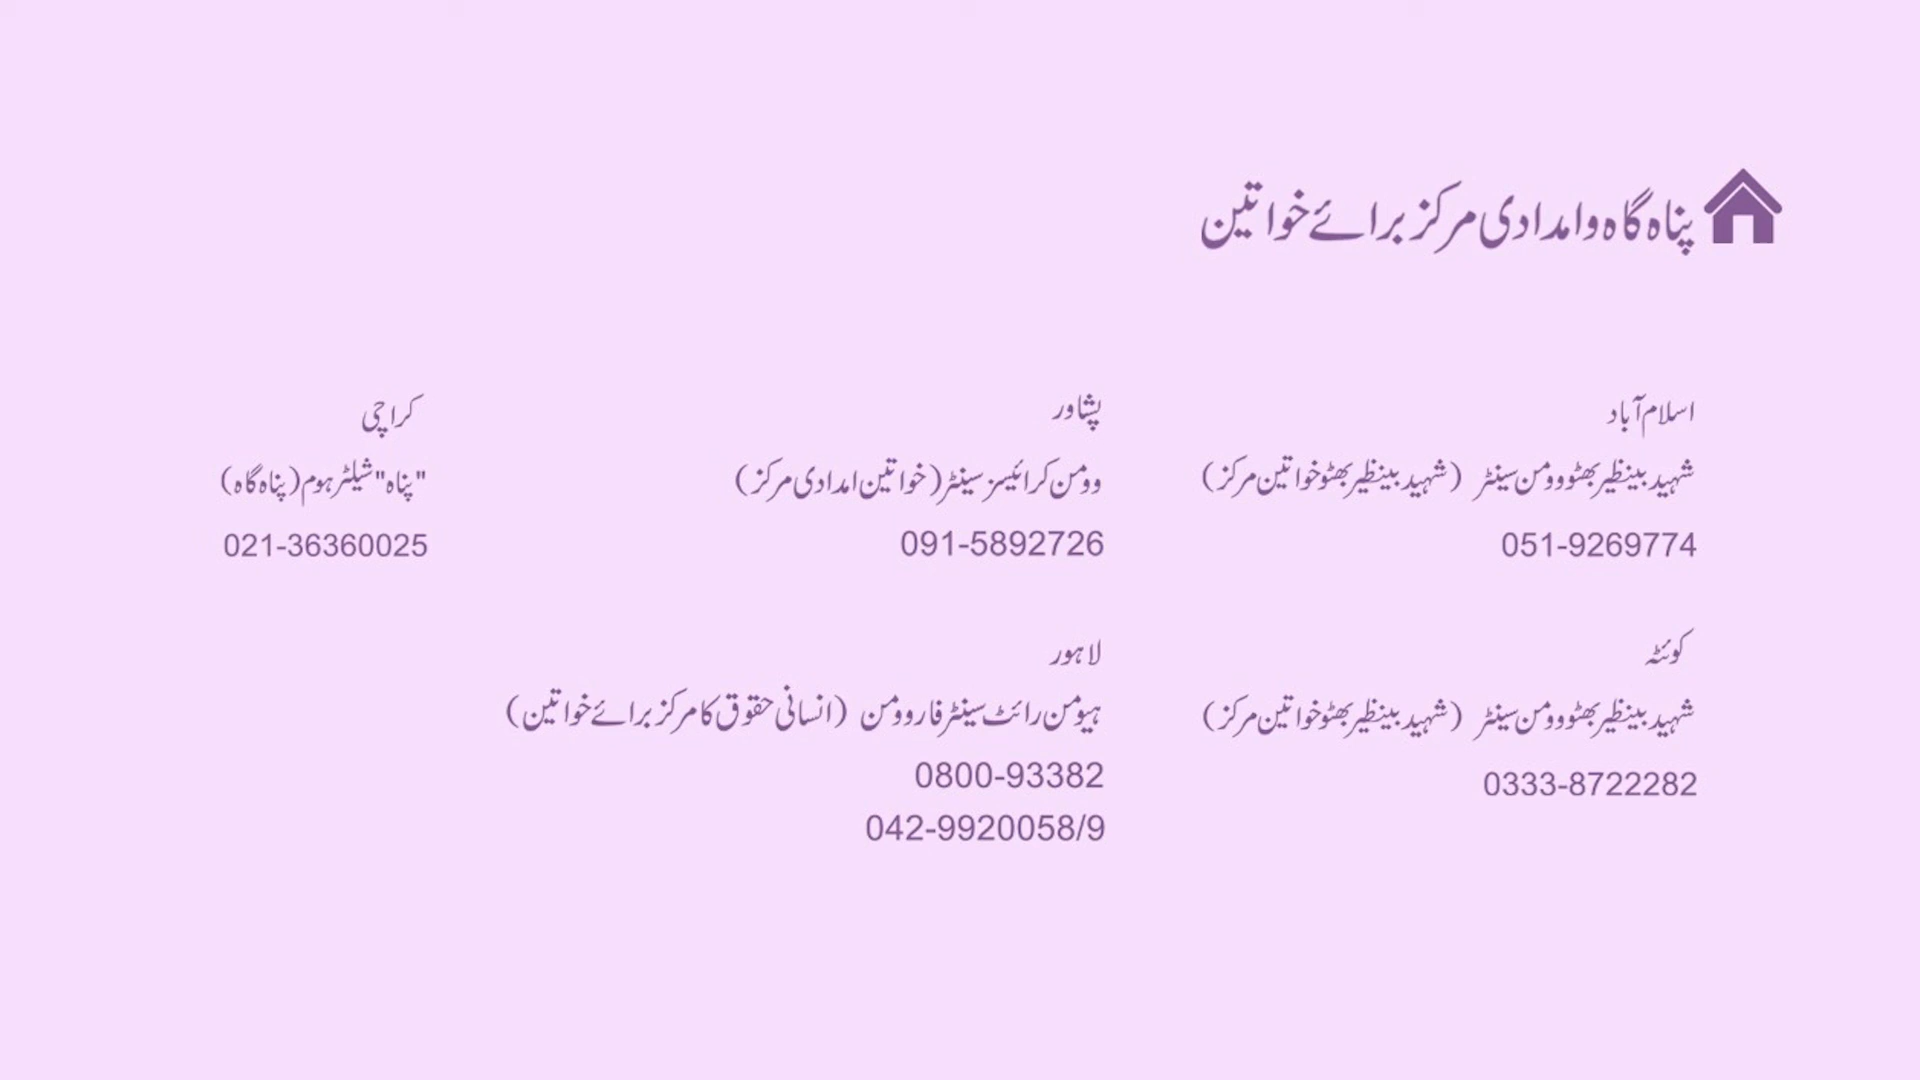 پناہ گاہ و امدادی مرکز برائے خواتین
اسلام آباد
شہید بینظیر بھٹو وومن سینٹر (شہید بینظیر بھٹو خواتین مرکز)
051-9269774
پشاور
وومن کرائیسز سینٹر (خواتین امدادی مرکز)
091-5892726
کراچی
"پناہ" شیلٹر ہوم (پناہ گاہ)
021-36360025
کوئٹہ
شہید بینظیر بھٹو وومن سینٹر (شہید بینظیر بھٹو خواتین مرکز)
0333-8722282
لاہور
ہیومن رائٹ سینٹر فار وومن (انسانی حقوق کا مرکز برائے خواتین)
0800-93382
042-9920058/9